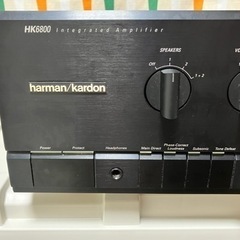 HK6800 Integrated Amplifier
SPEAKERS
Off 1 2 1+2
harman/kardon
Power Protect Headphones Main Direct Phase Correct Loudness Subsonic Tone Defeat